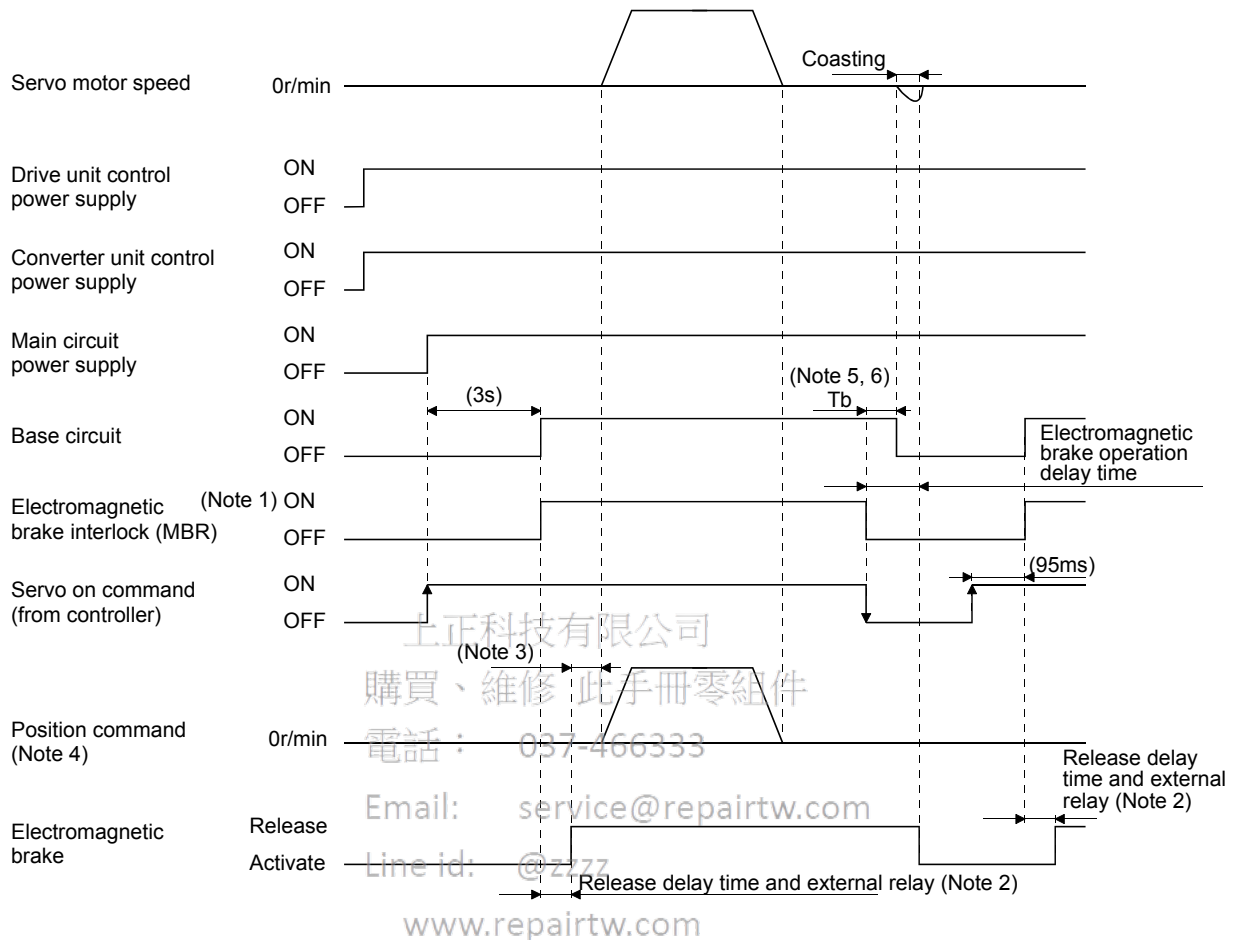 Coasting
Servo motor speed
0r/min
Drive unit control
power supply
ON
OFF
Converter unit control
power supply
ON
OFF
Main circuit
power supply
ON
OFF
(3s)
(Note 5, 6)
Tb
Base circuit
ON
OFF
Electromagnetic
brake operation
delay time
Electromagnetic
brake interlock (MBR)
(Note 1) ON
OFF
(95ms)
Servo on command
(from controller)
ON
OFF
上正科技有限公司
(Note 3)
購買、維修 此手冊零組件
Position command
(Note 4)
0r/min
電話： 037-466333
Release delay
time and external
relay (Note 2)
Email: service@repairtw.com
Electromagnetic
brake
Release
Activate
Line id: @zzzz
Release delay time and external relay (Note 2)
www.repairtw.com